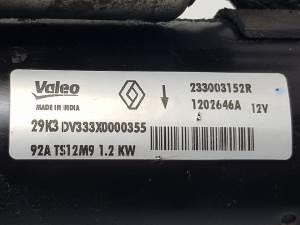 Valeo
MADE IN INDIA
233003152R
1202646A 12V
29K3 DV333X0000355
92A TS12M9 1.2 KW